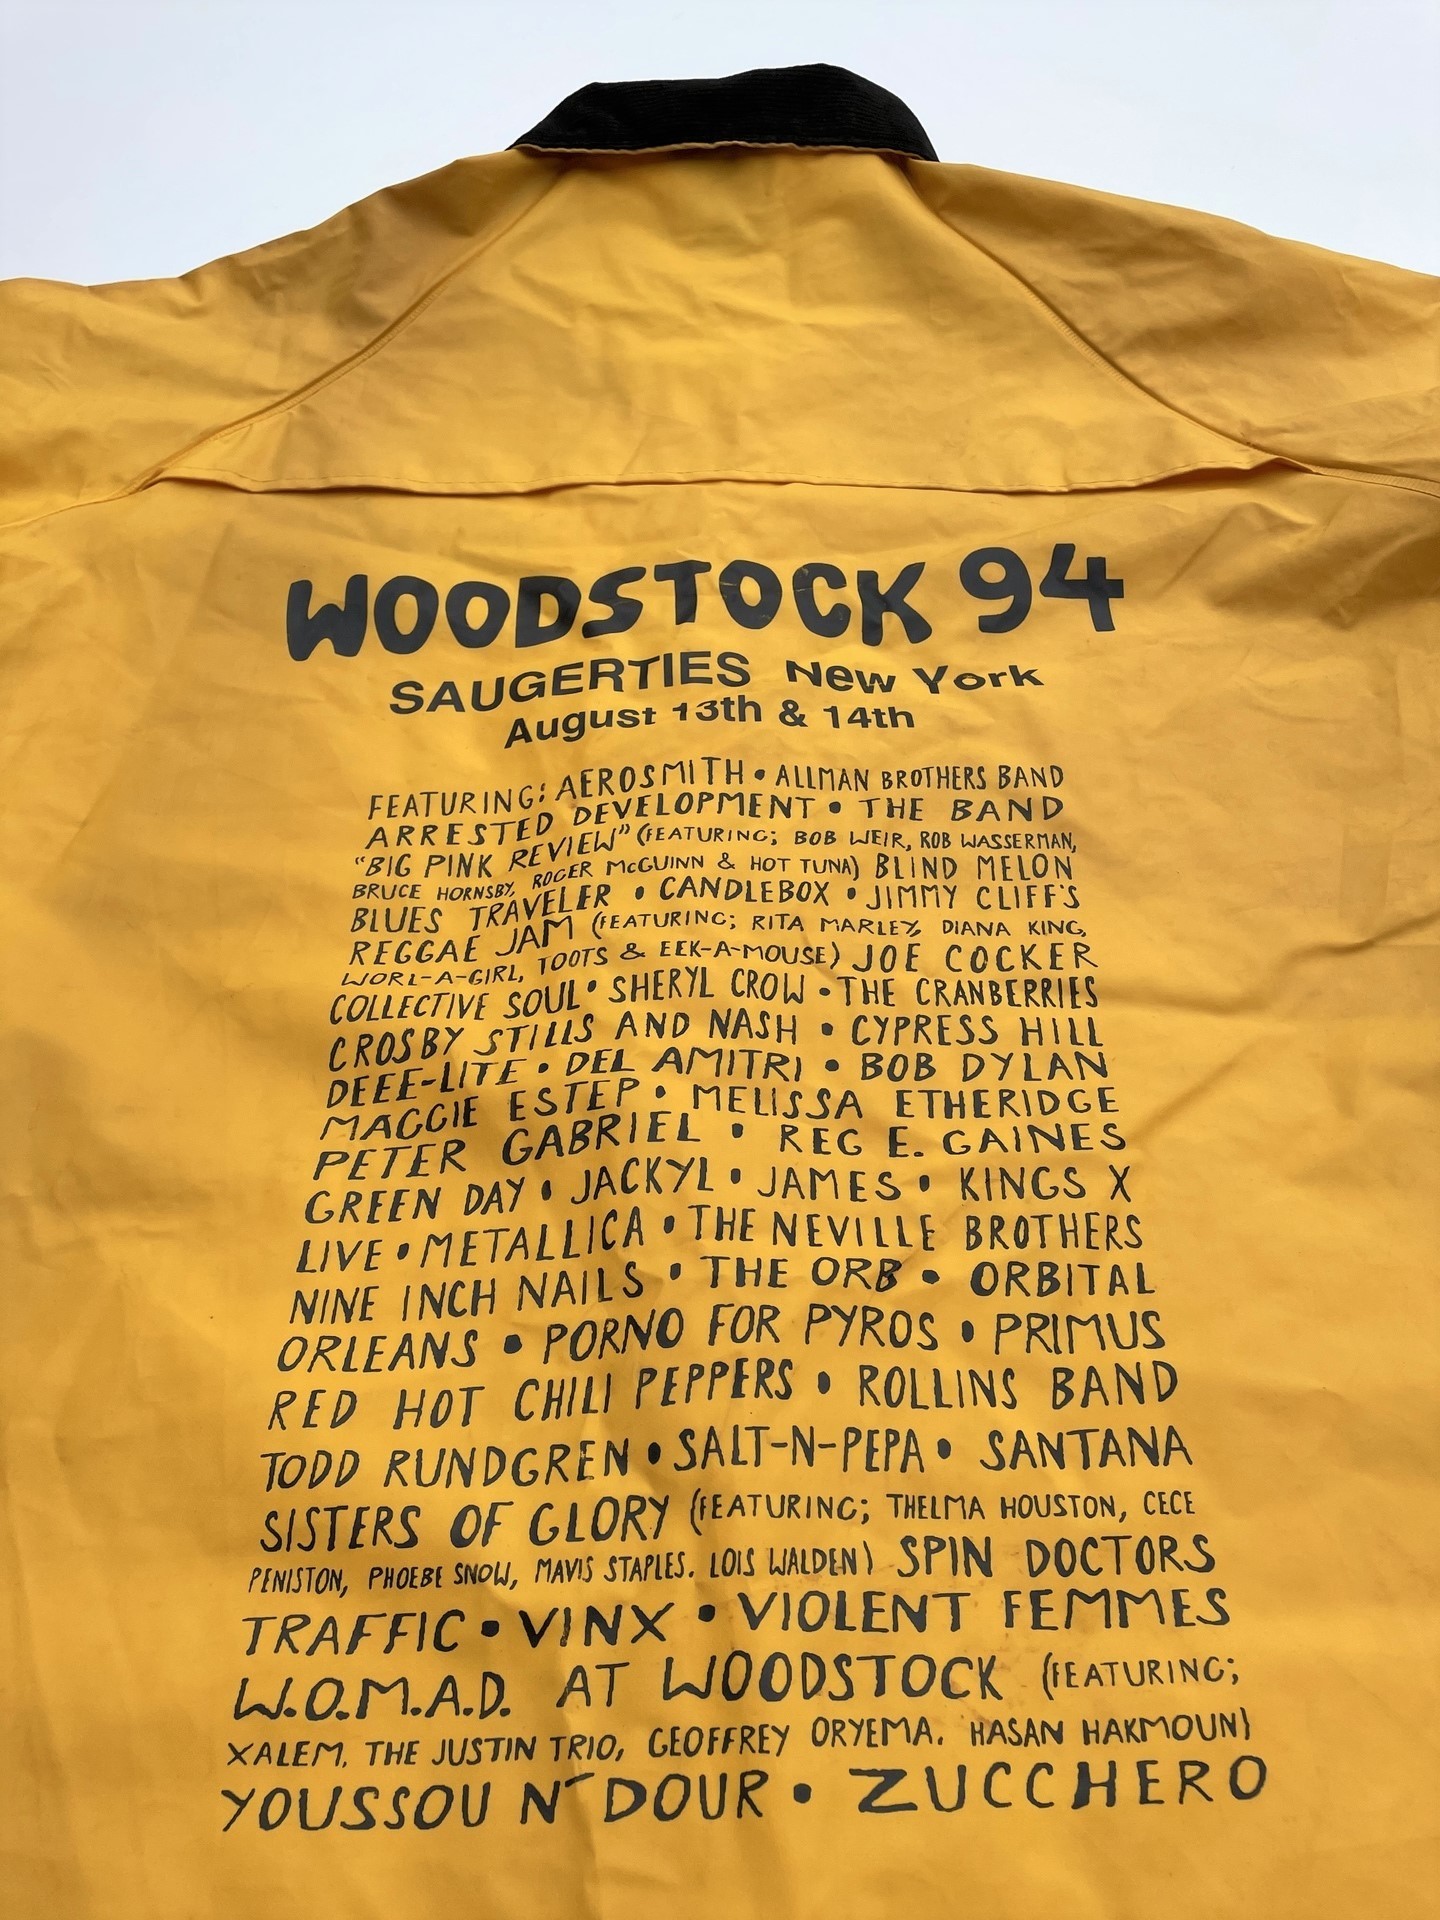 WOODSTOCK 94
SAUGERTIES New York
August 13th & 14th
FEATURING: AEROSMITH • ALLMAN BROTHERS BAND
ARRESTED DEVELOPMENT • THE BAND
"BIG PINK REVIEW" (FEATURING; BOB WEIR, ROB WASSERMAN,
BRUCE HORNSBY, ROGER McGUINN & HOT TUNA) BLIND MELON
BLUES TRAVELER • CANDLEBOX • JIMMY CLIFF'S
REGGAE JAM (FEATURING; RITA MARLEY, DIANA KING,
WORL-A-GIRL, TOOTS & EEK-A-MOUSE) JOE COCKER
COLLECTIVE SOUL • SHERYL CROW • THE CRANBERRIES
CROSBY STILLS AND NASH • CYPRESS HILL
DEEE-LITE • DEL AMITRI • BOB DYLAN
MAGGIE ESTEP • MELISSA ETHERIDGE
PETER GABRIEL • REG E. GAINES
GREEN DAY • JACKYL • JAMES • KINGS X
LIVE • METALLICA • THE NEVILLE BROTHERS
NINE INCH NAILS • THE ORB • ORBITAL
ORLEANS • PORNO FOR PYROS • PRIMUS
RED HOT CHILI PEPPERS • ROLLINS BAND
TODD RUNDGREN • SALT-N-PEPA • SANTANA
SISTERS OF GLORY (FEATURING; THELMA HOUSTON, CECE
PENISTON, PHOEBE SNOW, MAVIS STAPLES. LOIS WALDEN) SPIN DOCTORS
TRAFFIC • VINX • VIOLENT FEMMES
W.O.M.A.D. AT WOODSTOCK (FEATURING;
XALEM, THE JUSTIN TRIO, GEOFFREY ORYEMA. HASAN HAKMOUN)
YOUSSOU N'DOUR • ZUCCHERO